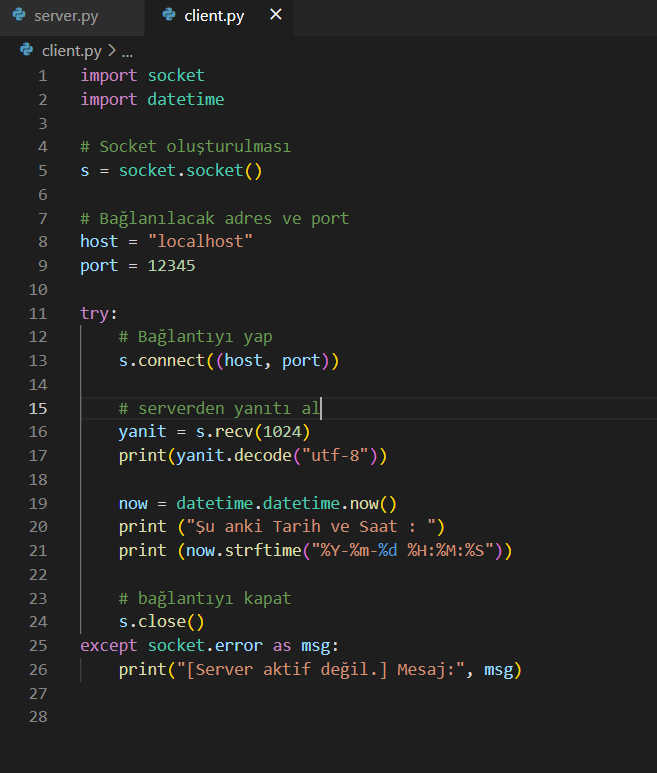 server.py client.py ×
client.py > ...
1 import socket
2 import datetime
3
4 # Socket oluşturulması
5 s = socket.socket()
6
7 # Bağlanılacak adres ve port
8 host = "localhost"
9 port = 12345
10
11 try:
12     # Bağlantıyı yap
13     s.connect((host, port))
14
15     # serverden yanıtı al
16     yanit = s.recv(1024)
17     print(yanit.decode("utf-8"))
18
19     now = datetime.datetime.now()
20     print ("Şu anki Tarih ve Saat : ")
21     print (now.strftime("%Y-%m-%d %H:%M:%S"))
22
23     # bağlantıyı kapat
24     s.close()
25 except socket.error as msg:
26     print("[Server aktif değil.] Mesaj:", msg)
27
28